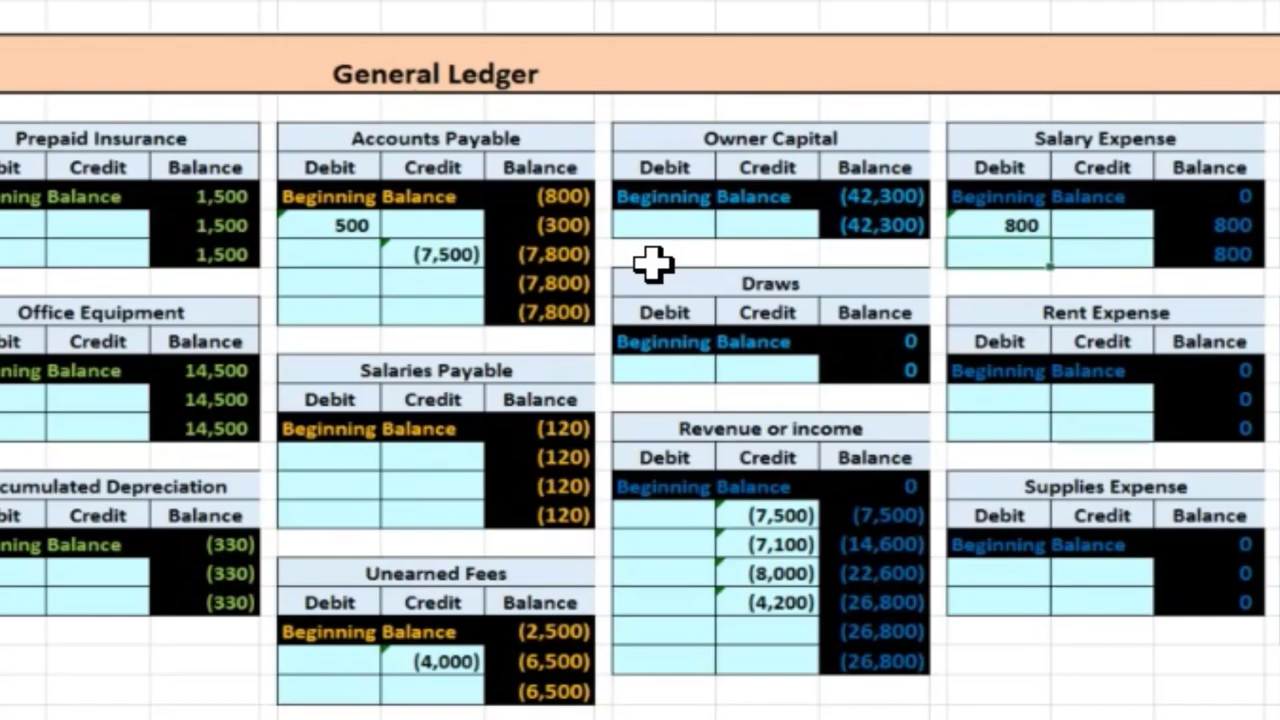 General Ledger
Prepaid Insurance
bit Credit Balance
ning Balance 1,500
1,500
1,500
Office Equipment
bit Credit Balance
ning Balance 14,500
14,500
14,500
cumulated Depreciation
bit Credit Balance
ning Balance (330)
(330)
(330)
Accounts Payable
Debit Credit Balance
Beginning Balance (800)
500 (300)
(7,500) (7,800)
(7,800)
(7,800)
Salaries Payable
Debit Credit Balance
Beginning Balance (120)
(120)
(120)
(120)
Unearned Fees
Debit Credit Balance
Beginning Balance (2,500)
(4,000) (6,500)
(6,500)
Owner Capital
Debit Credit Balance
Beginning Balance (42,300)
(42,300)
Draws
Debit Credit Balance
Beginning Balance 0
0
Revenue or income
Debit Credit Balance
Beginning Balance 0
(7,500) (7,500)
(7,100) (14,600)
(8,000) (22,600)
(4,200) (26,800)
(26,800)
(26,800)
Salary Expense
Debit Credit Balance
Beginning Balance 0
800 800
800
Rent Expense
Debit Credit Balance
Beginning Balance 0
0
0
Supplies Expense
Debit Credit Balance
Beginning Balance 0
0
0